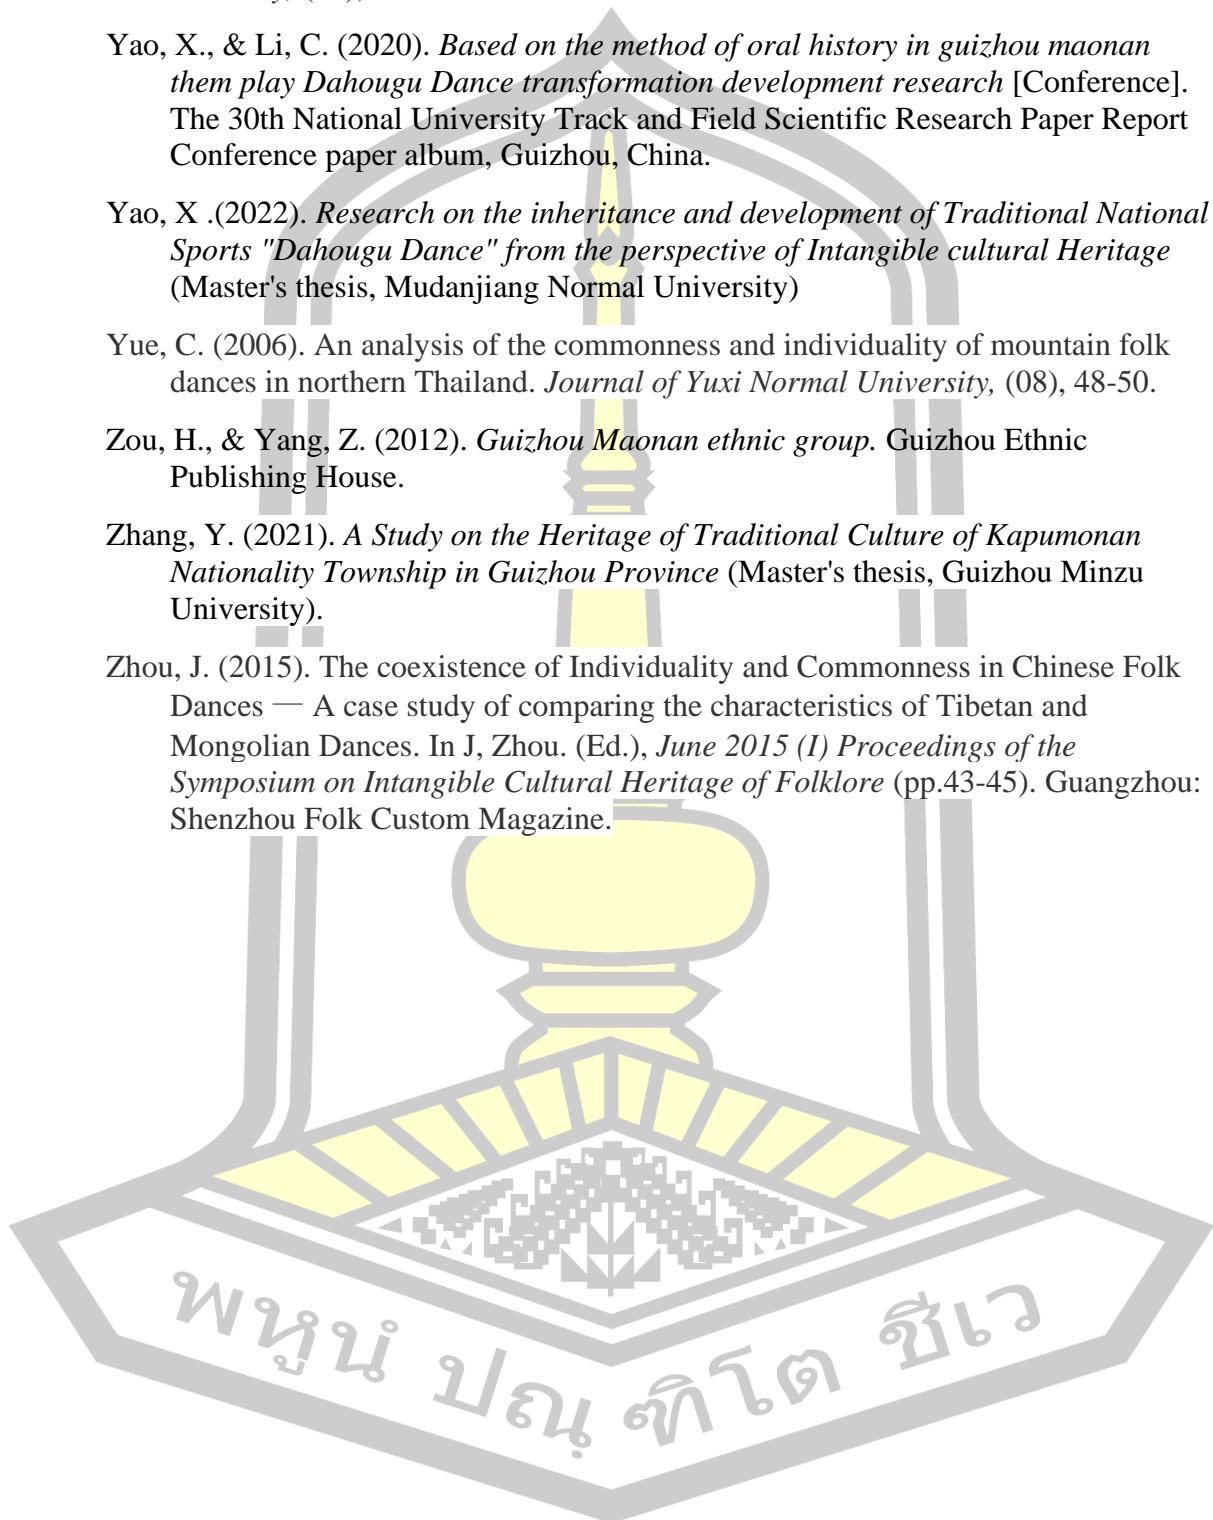 Yao, X., & Li, C. (2020). Based on the method of oral history in guizhou maonan
them play Dahougu Dance transformation development research [Conference].
The 30th National University Track and Field Scientific Research Paper Report
Conference paper album, Guizhou, China.
Yao, X .(2022). Research on the inheritance and development of Traditional National
Sports "Dahougu Dance" from the perspective of Intangible cultural Heritage
(Master's thesis, Mudanjiang Normal University)
Yue, C. (2006). An analysis of the commonness and individuality of mountain folk
dances in northern Thailand. Journal of Yuxi Normal University, (08), 48-50.
Zou, H., & Yang, Z. (2012). Guizhou Maonan ethnic group. Guizhou Ethnic
Publishing House.
Zhang, Y. (2021). A Study on the Heritage of Traditional Culture of Kapumonan
Nationality Township in Guizhou Province (Master's thesis, Guizhou Minzu
University).
Zhou, J. (2015). The coexistence of Individuality and Commonness in Chinese Folk
Dances — A case study of comparing the characteristics of Tibetan and
Mongolian Dances. In J, Zhou. (Ed.), June 2015 (I) Proceedings of the
Symposium on Intangible Cultural Heritage of Folklore (pp.43-45). Guangzhou:
Shenzhou Folk Custom Magazine.
พหูนํ ปณฺฑิโต ชีเว